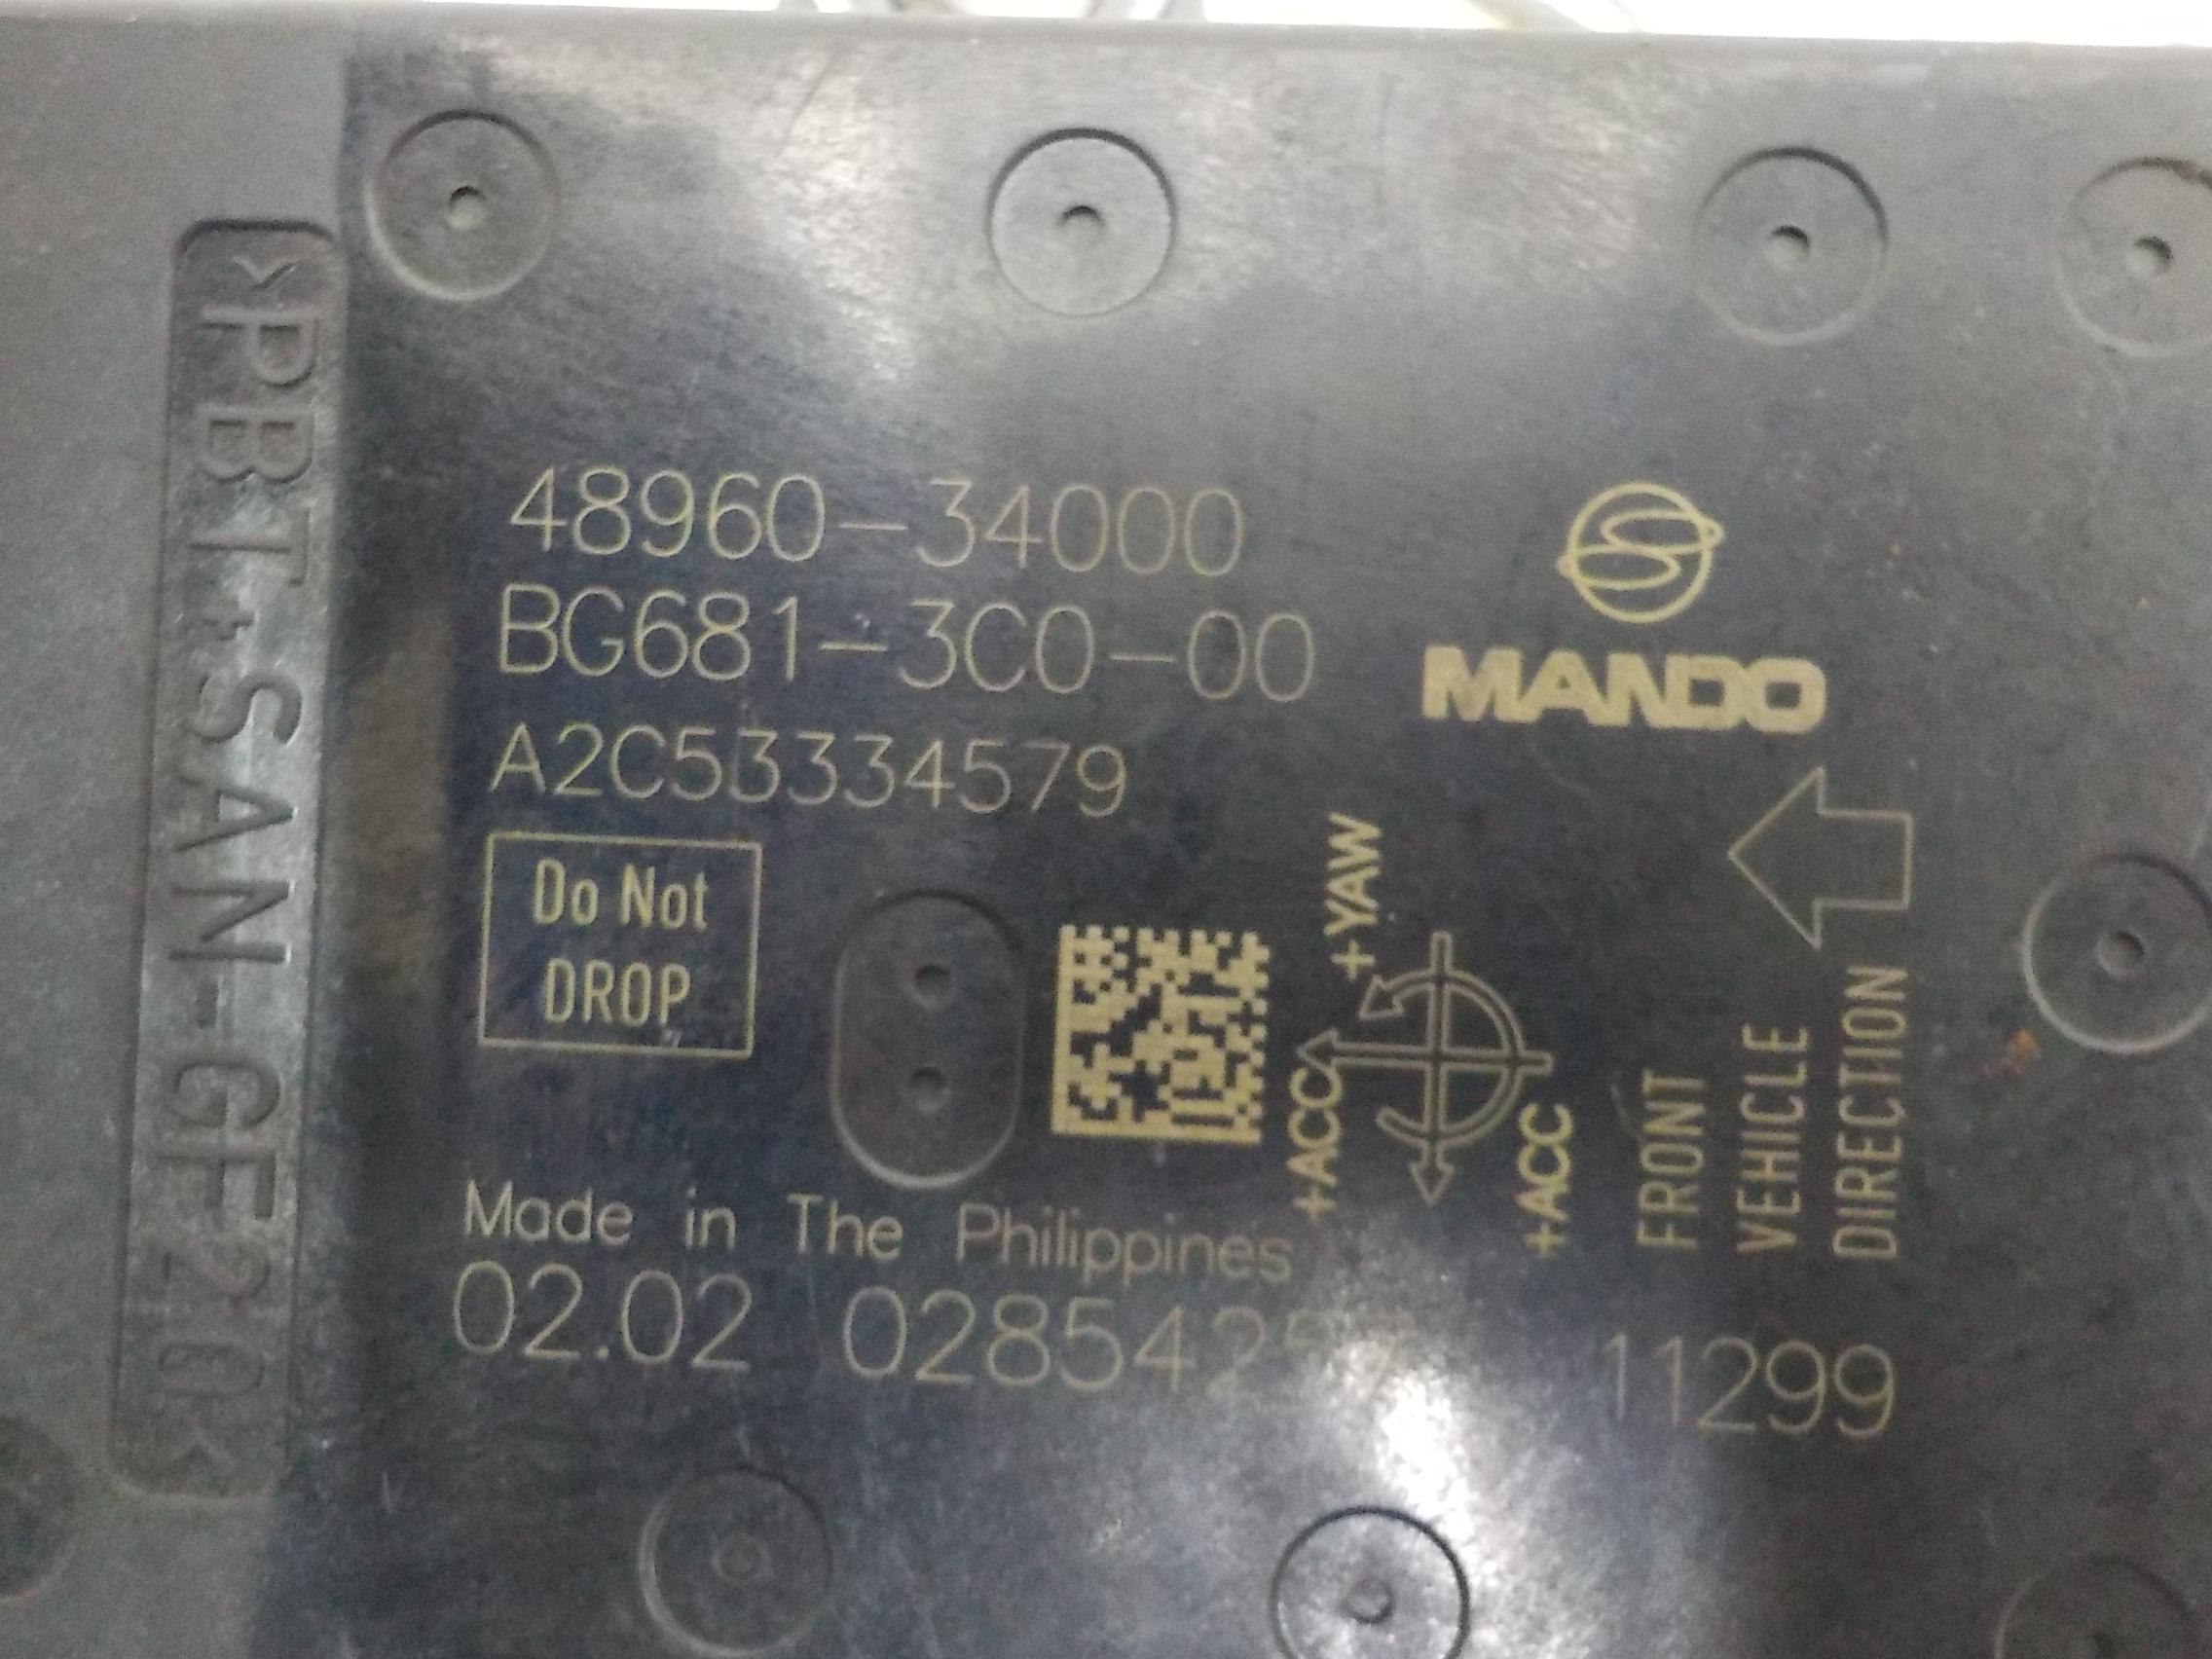 >PBT+SAN-GF20<
48960-34000
BG681-3C0-00
A2C53334579
MANDO
Do Not
DROP
+YAW
+ACC
+ACC
FRONT
VEHICLE
DIRECTION
Made in The Philippines
02.02
11299